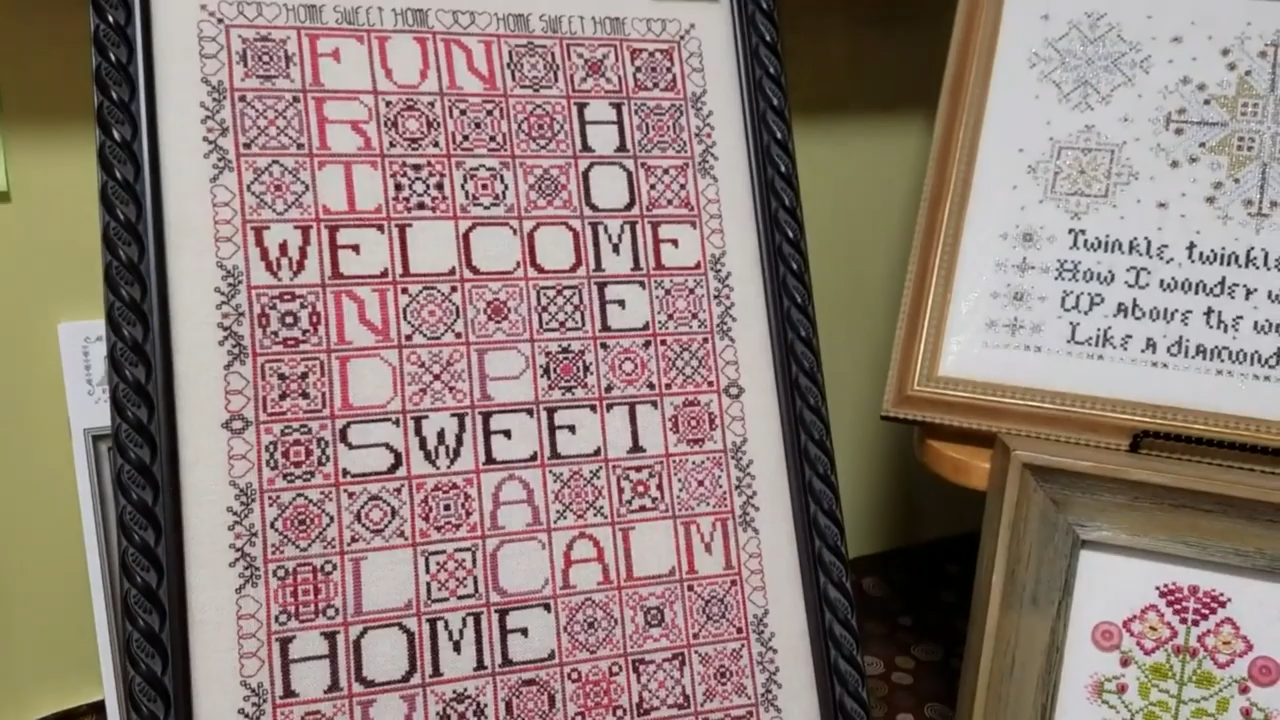 HOME SWEET HOME HOME SWEET HOME
FUN
R H
I O
WELCOME
N E
D P
SWEET
A
L CALM
HOME
Twinkle, twinkle
How I wonder w
Up above the wo
Like a diamond